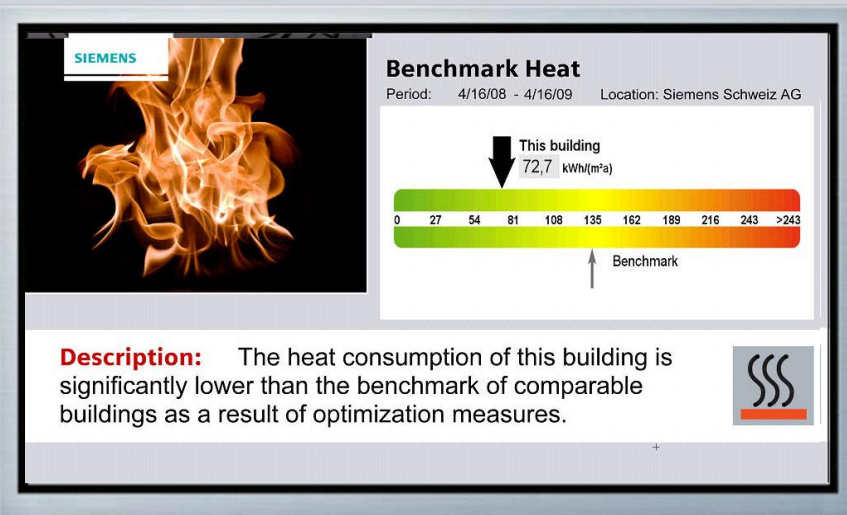 SIEMENS
Benchmark Heat
Period: 4/16/08 - 4/16/09 Location: Siemens Schweiz AG
This building
72,7 kWh/(m²a)
0 27 54 81 108 135 162 189 216 243 >243
Benchmark
Description: The heat consumption of this building is
significantly lower than the benchmark of comparable
buildings as a result of optimization measures.